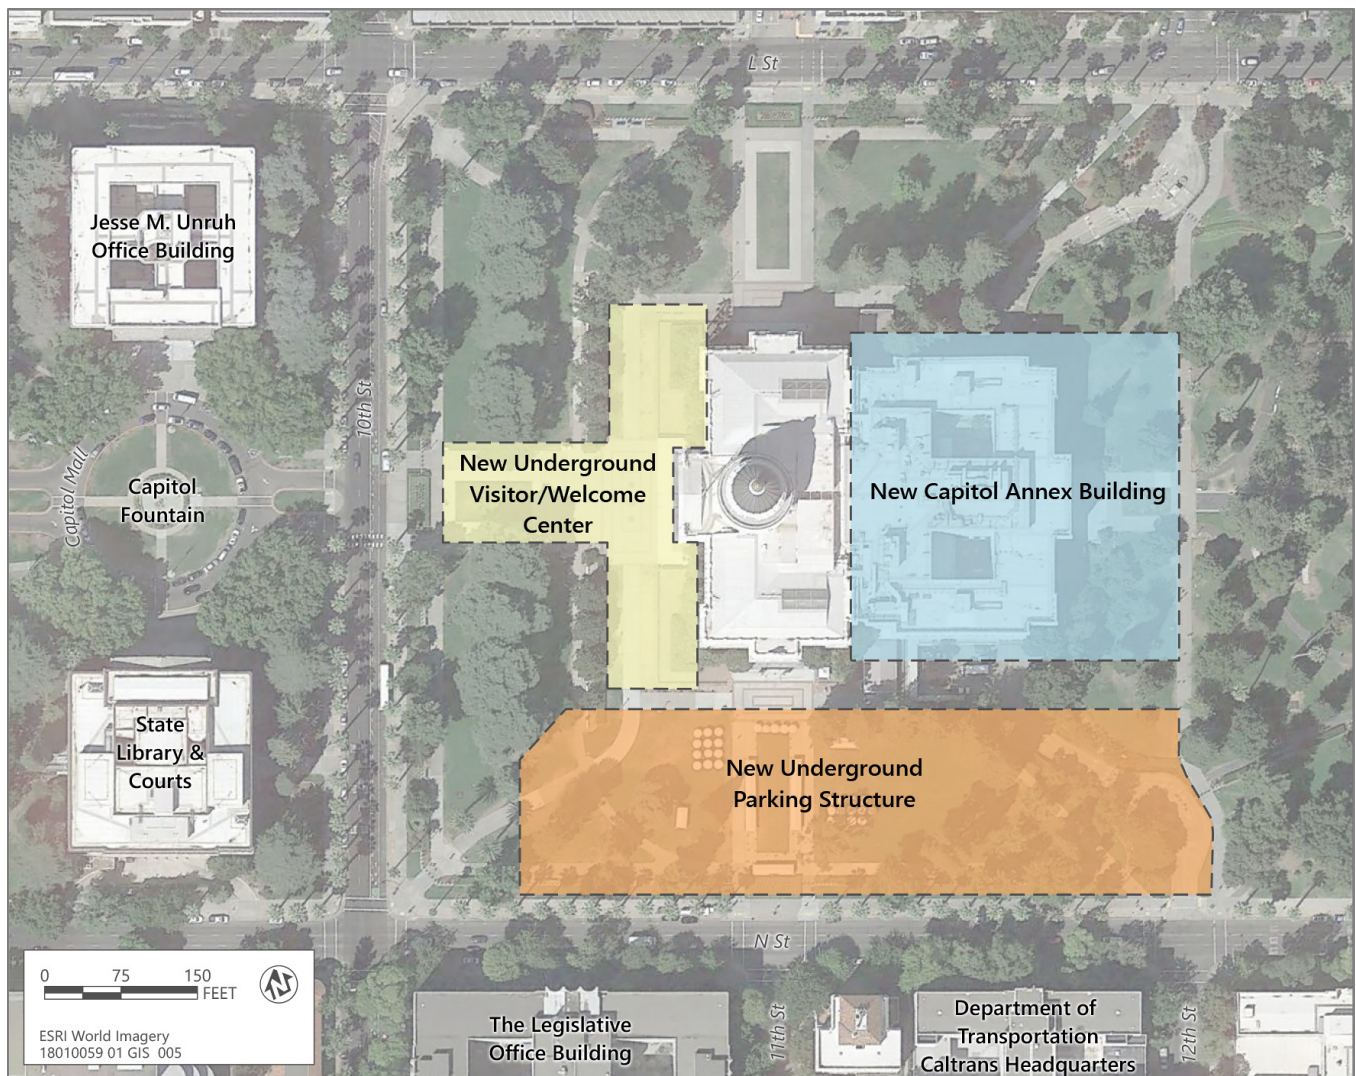 L St
Jesse M. Unruh
Office Building
10th St
Capitol Mall
Capitol
Fountain
New Underground
Visitor/Welcome
Center
New Capitol Annex Building
State
Library &
Courts
New Underground
Parking Structure
N St
0 75 150
FEET
N
ESRI World Imagery
18010059 01 GIS 005
The Legislative
Office Building
11th St
Department of
Transportation
Caltrans Headquarters
12th St